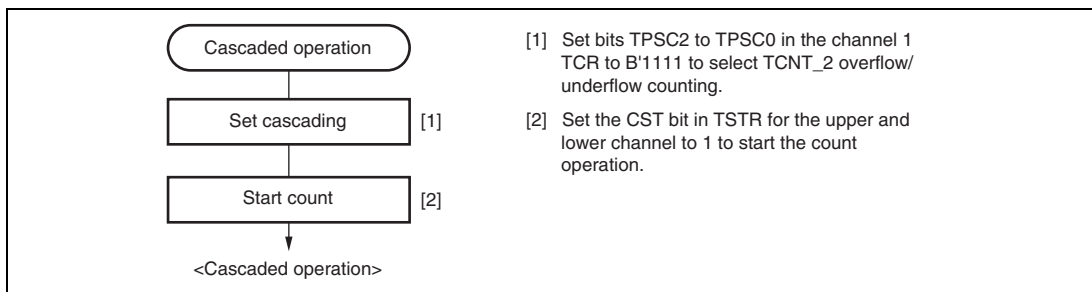 Cascaded operation
Set cascading
[1]
Start count
[2]
<Cascaded operation>
[1] Set bits TPSC2 to TPSC0 in the channel 1
TCR to B'1111 to select TCNT_2 overflow/
underflow counting.
[2] Set the CST bit in TSTR for the upper and
lower channel to 1 to start the count
operation.